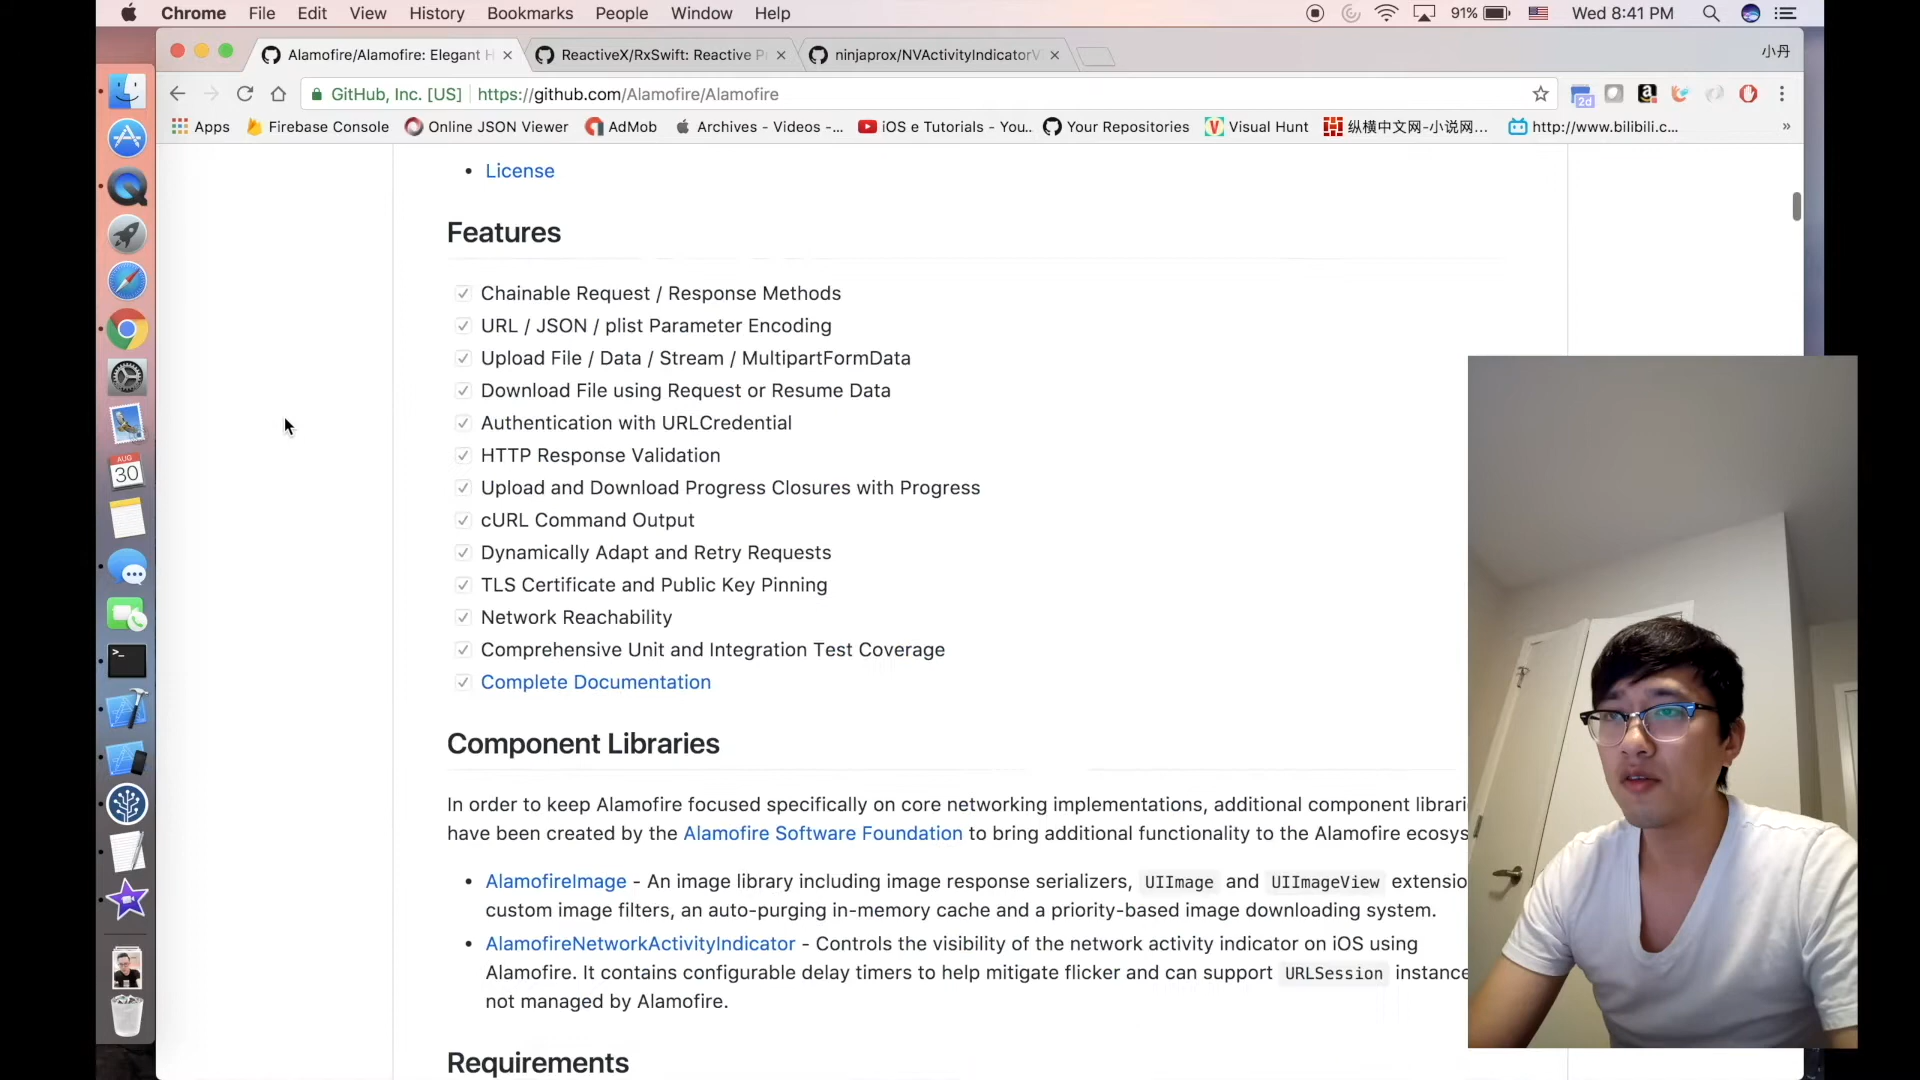 Chrome File Edit View History Bookmarks People Window Help 91% Wed 8:41 PM
Alamofire/Alamofire: Elegant H ReactiveX/RxSwift: Reactive P ninjaprox/NVActivityIndicatorV 小丹
GitHub, Inc. [US] https://github.com/Alamofire/Alamofire 2d
Apps Firebase Console Online JSON Viewer AdMob Archives - Videos -... iOS e Tutorials - You... Your Repositories Visual Hunt 纵横中文网-小说网... http://www.bilibili.c... »
License
Features
Chainable Request / Response Methods
URL / JSON / plist Parameter Encoding
Upload File / Data / Stream / MultipartFormData
Download File using Request or Resume Data
Authentication with URLCredential
HTTP Response Validation
Upload and Download Progress Closures with Progress
cURL Command Output
Dynamically Adapt and Retry Requests
TLS Certificate and Public Key Pinning
Network Reachability
Comprehensive Unit and Integration Test Coverage
Complete Documentation
Component Libraries
In order to keep Alamofire focused specifically on core networking implementations, additional component librari
have been created by the Alamofire Software Foundation to bring additional functionality to the Alamofire ecosys
AlamofireImage - An image library including image response serializers, UIImage and UIImageView extensio
custom image filters, an auto-purging in-memory cache and a priority-based image downloading system.
AlamofireNetworkActivityIndicator - Controls the visibility of the network activity indicator on iOS using
Alamofire. It contains configurable delay timers to help mitigate flicker and can support URLSession instance
not managed by Alamofire.
Requirements
AUG
30